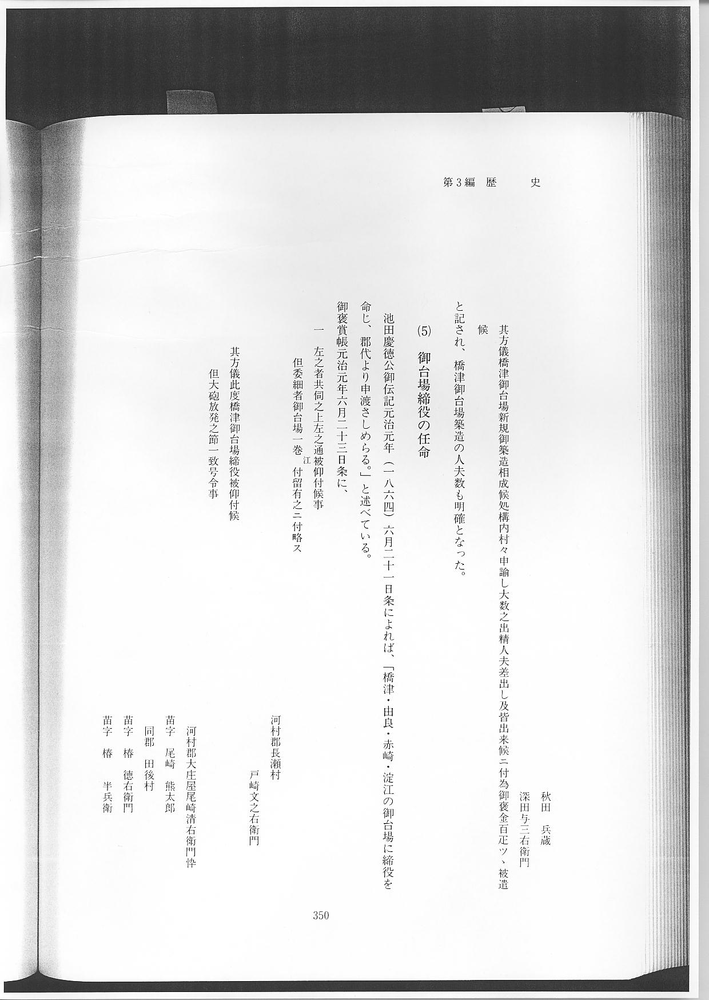 第3編 歴 史
秋田 兵蔵
深田与三右衛門
其方儀橋津御台場新規御築造相成候処構内村々申諭し大数之出精人夫差出し及皆出来候ニ付為御褒金百疋ツヽ被遣
候
と記され、橋津御台場築造の人夫数も明確となった。
(5) 御台場締役の任命
池田慶徳公御伝記元治元年(一八六四)六月二十一日条によれば、「橋津・由良・赤崎・淀江の御台場に締役を
命じ、郡代より申渡さしめらる。」と述べている。
御褒賞帳元治元年六月二十三日条に、
一 左之者共伺之上左之通被仰付候事
但委細者御台場一巻江付留有之ニ付略ス
河村郡長瀬村
戸崎文之右衛門
其方儀此度橋津御台場締役被仰付候
但大砲放発之節一致号令事
河村郡大庄屋尾崎清右衛門忰
苗字 尾崎 熊太郎
同郡 田後村
苗字 椿 徳右衛門
苗字 椿 半兵衛
350